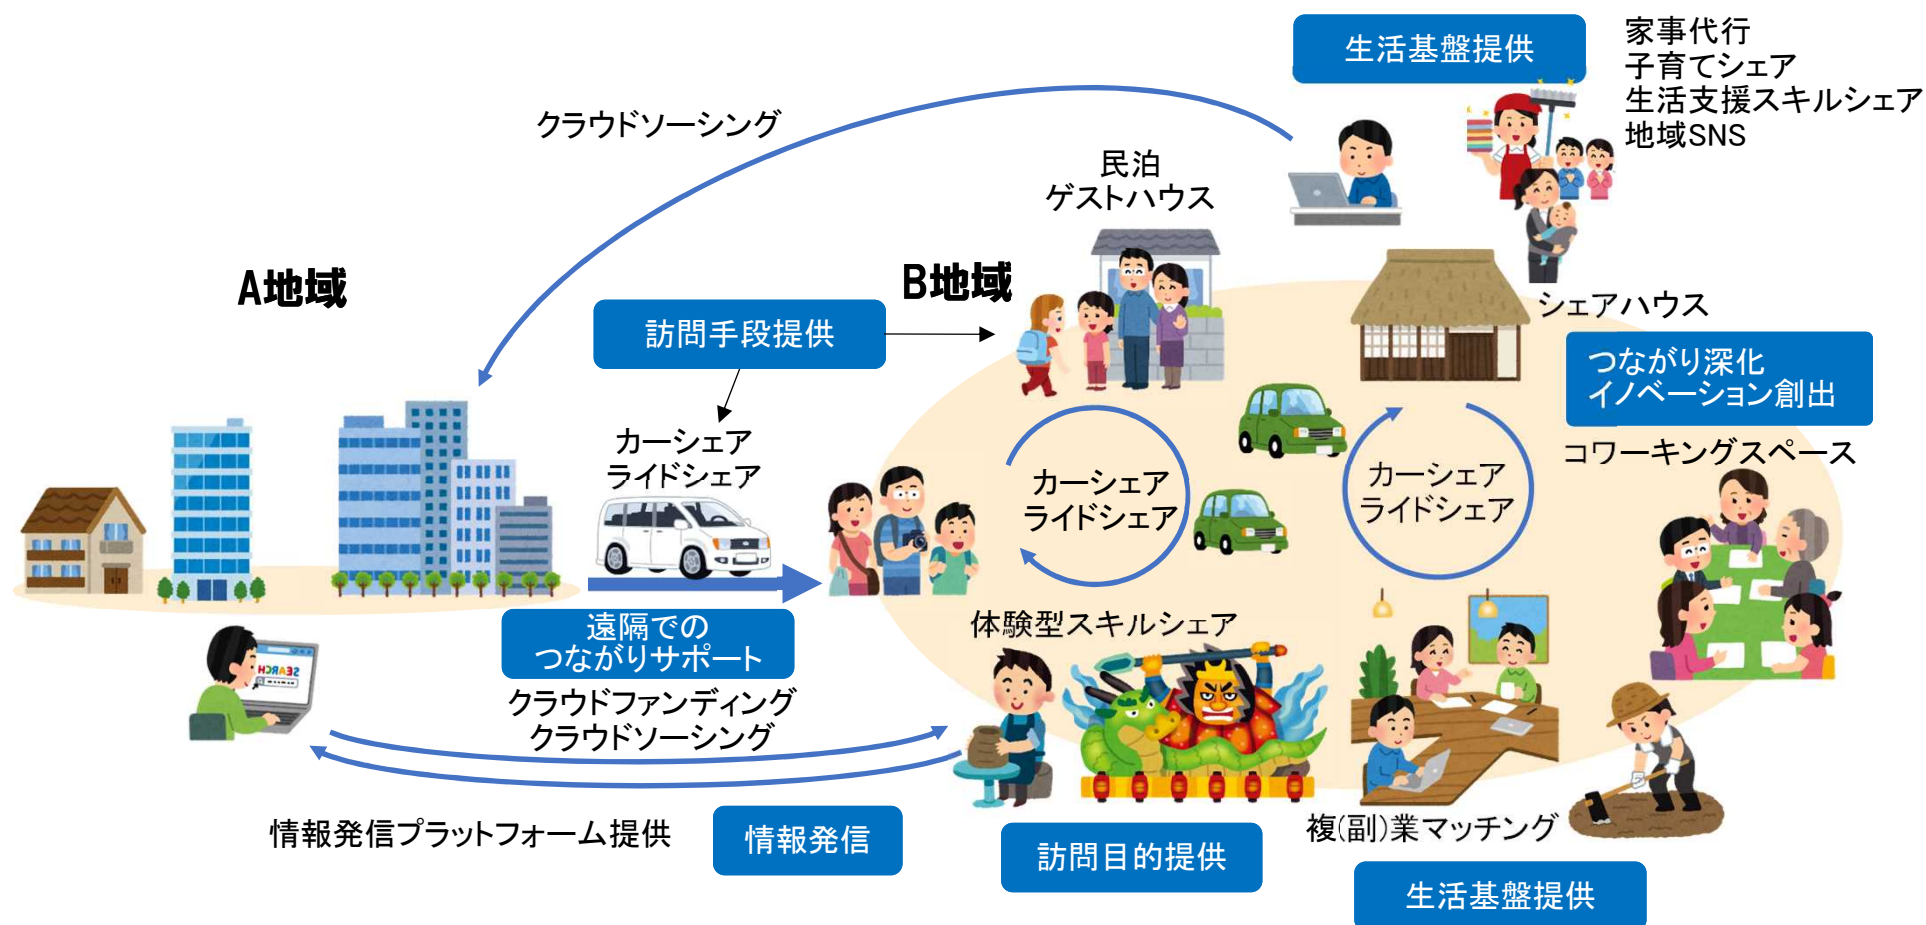 生活基盤提供
家事代行
子育てシェア
生活支援スキルシェア
地域SNS
クラウドソーシング
民泊
ゲストハウス
A地域
B地域
訪問手段提供
シェアハウス
つながり深化
イノベーション創出
カーシェア
ライドシェア
コワーキングスペース
カーシェア
ライドシェア
カーシェア
ライドシェア
遠隔での
つながりサポート
体験型スキルシェア
SEARCH
クラウドファンディング
クラウドソーシング
情報発信プラットフォーム提供
情報発信
訪問目的提供
複(副)業マッチング
生活基盤提供